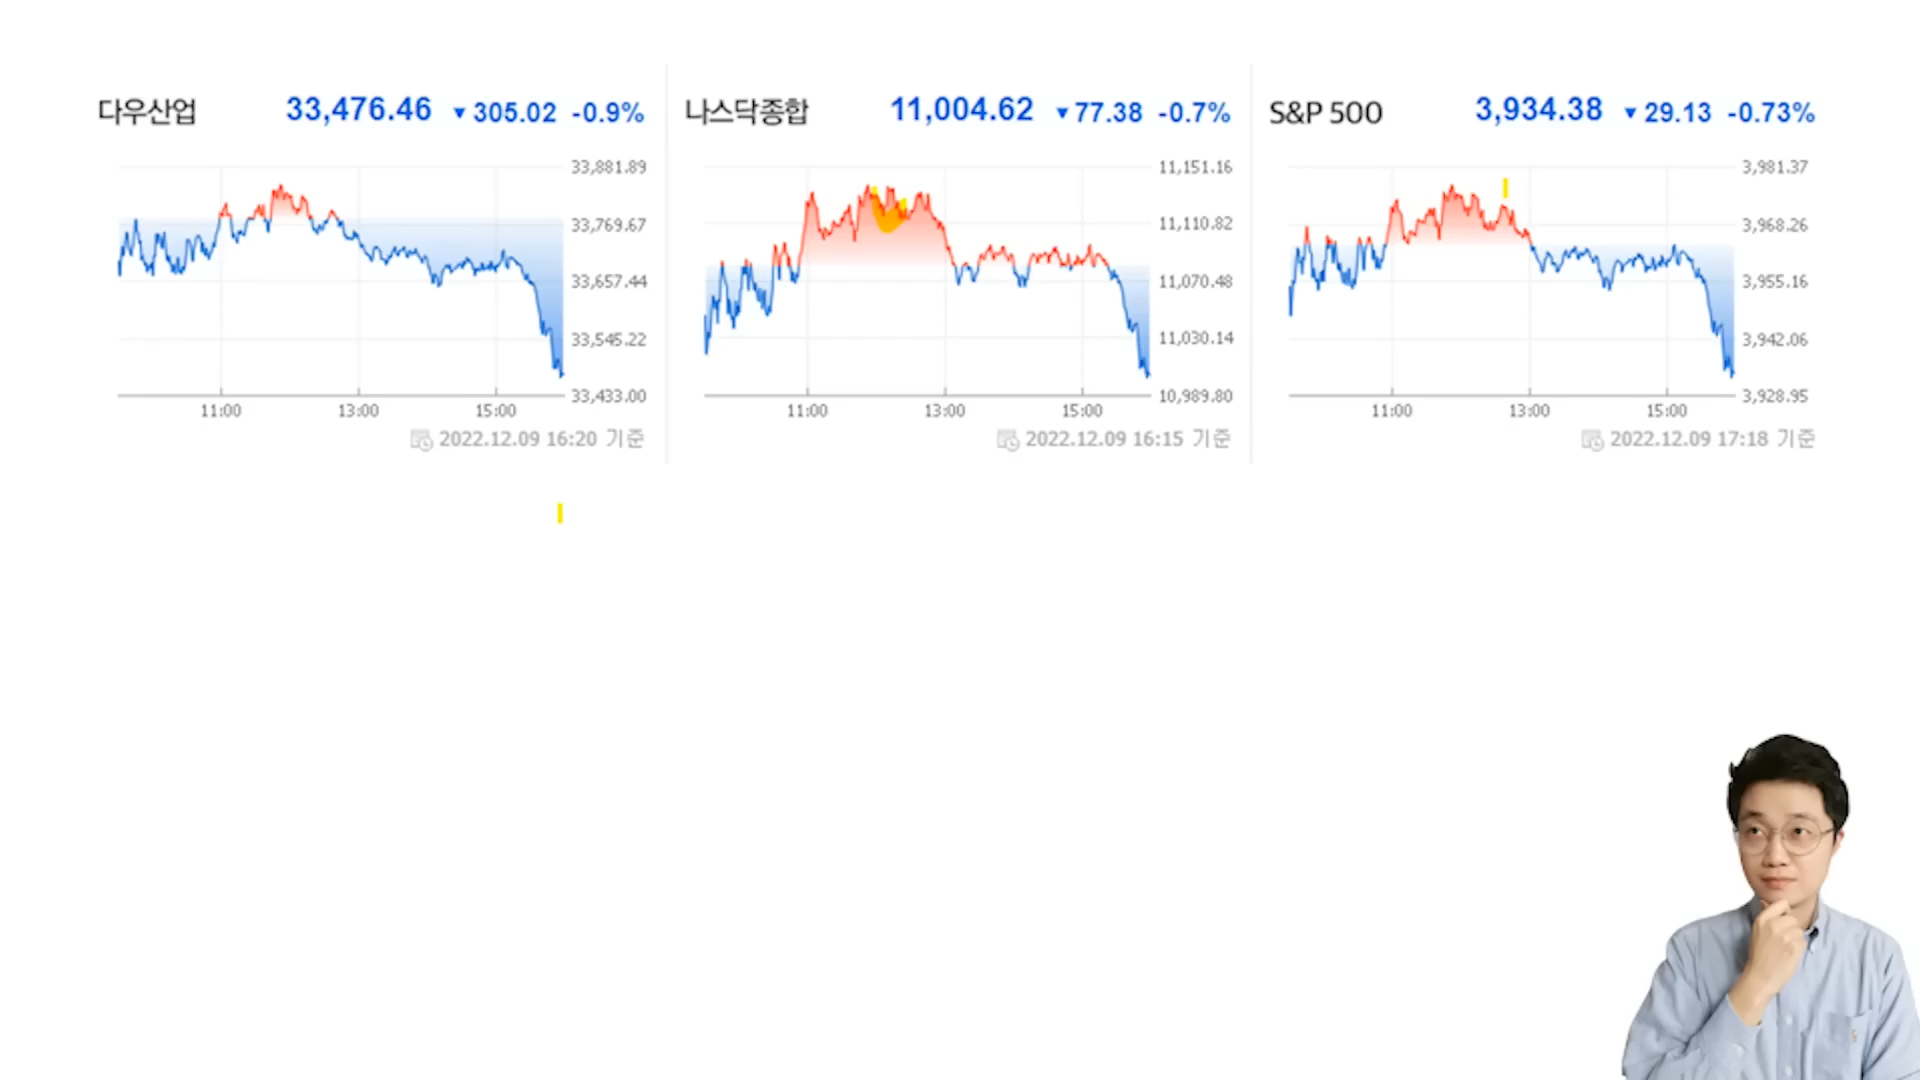 다우산업 33,476.46 ▼305.02 -0.9%
33,881.89
33,769.67
33,657.44
33,545.22
33,433.00
11:00 13:00 15:00
2022.12.09 16:20 기준
나스닥종합 11,004.62 ▼77.38 -0.7%
11,151.16
11,110.82
11,070.48
11,030.14
10,989.80
11:00 13:00 15:00
2022.12.09 16:15 기준
S&P 500 3,934.38 ▼29.13 -0.73%
3,981.37
3,968.26
3,955.16
3,942.06
3,928.95
11:00 13:00 15:00
2022.12.09 17:18 기준